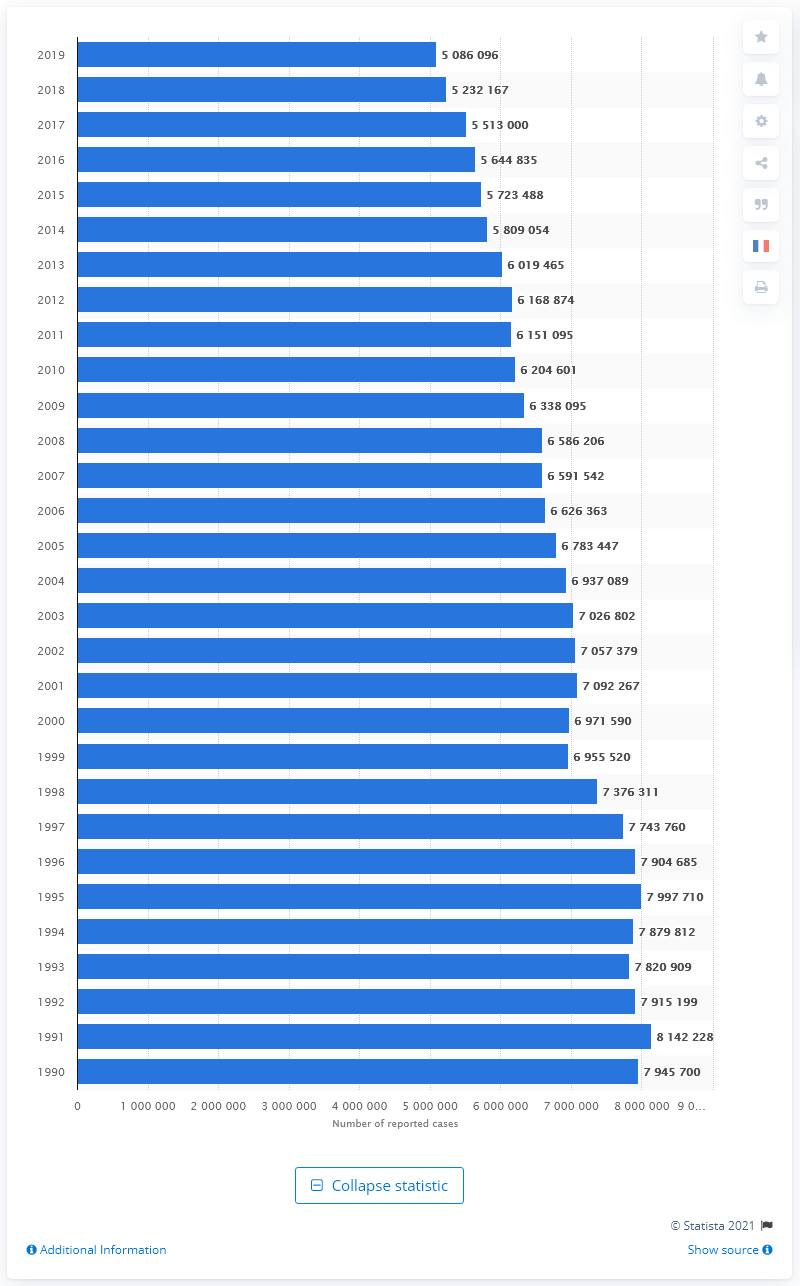 2019 5 086 096
2018 5 232 167
2017 5 513 000
2016 5 644 835
2015 5 723 488
2014 5 809 054
2013 6 019 465
2012 6 168 874
2011 6 151 095
2010 6 204 601
2009 6 338 095
2008 6 586 206
2007 6 591 542
2006 6 626 363
2005 6 783 447
2004 6 937 089
2003 7 026 802
2002 7 057 379
2001 7 092 267
2000 6 971 590
1999 6 955 520
1998 7 376 311
1997 7 743 760
1996 7 904 685
1995 7 997 710
1994 7 879 812
1993 7 820 909
1992 7 915 199
1991 8 142 228
1990 7 945 700
0 1 000 000 2 000 000 3 000 000 4 000 000 5 000 000 6 000 000 7 000 000 8 000 000 9 0...
Number of reported cases
Collapse statistic
© Statista 2021
Additional Information Show source